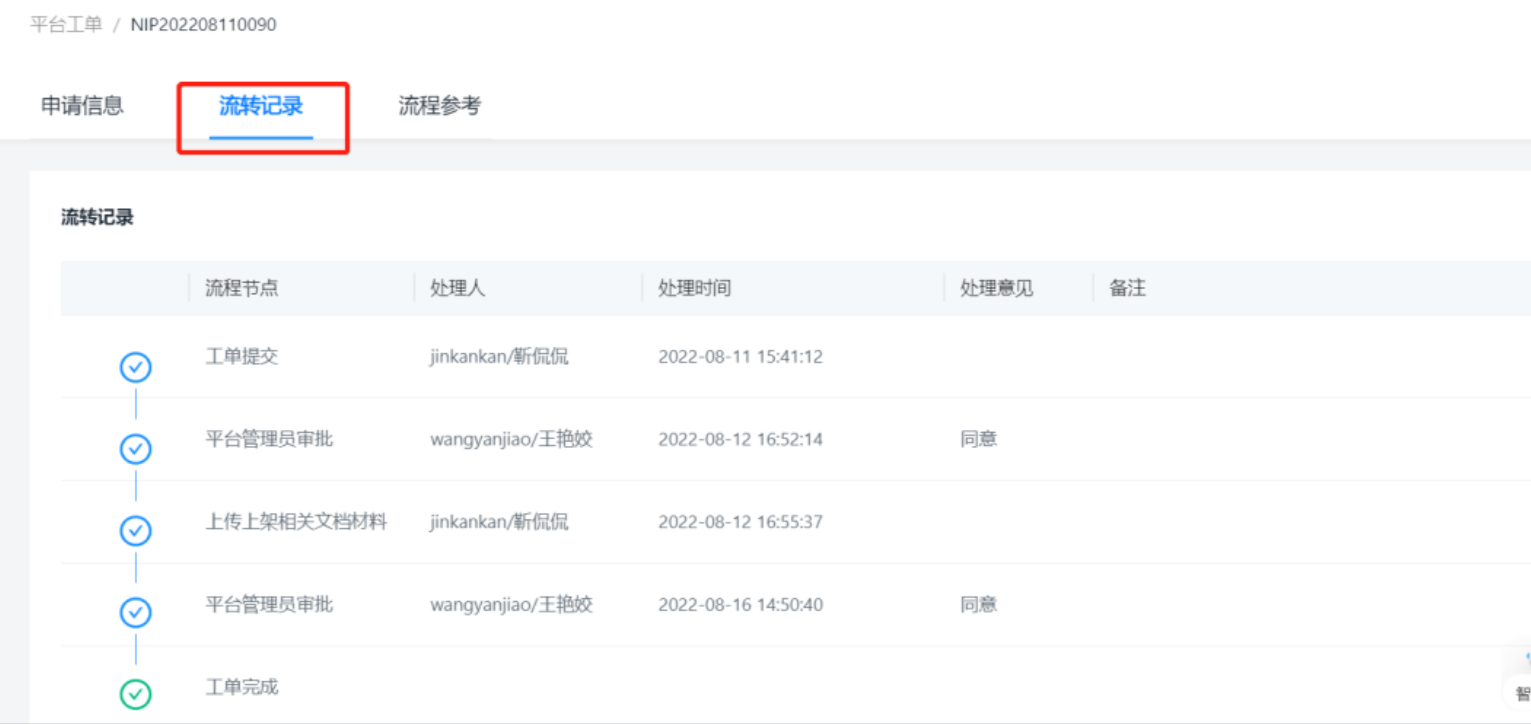 平台工单 / NIP202208110090
申请信息 流转记录 流程参考
流转记录
流程节点 处理人 处理时间 处理意见 备注
工单提交 jinkankan/靳侃侃 2022-08-11 15:41:12
平台管理员审批 wangyanjiao/王艳姣 2022-08-12 16:52:14 同意
上传上架相关文档材料 jinkankan/靳侃侃 2022-08-12 16:55:37
平台管理员审批 wangyanjiao/王艳姣 2022-08-16 14:50:40 同意
工单完成
智